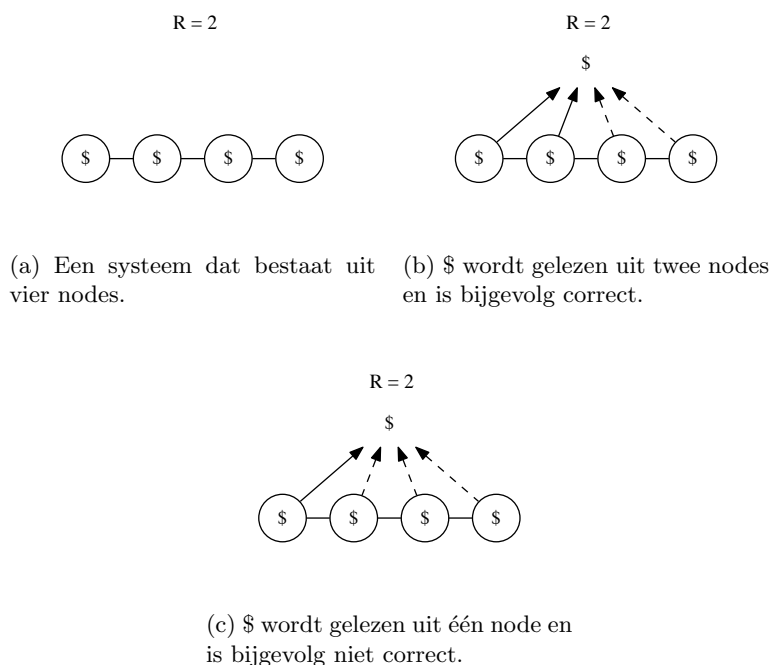 R = 2
$ $ $ $
(a) Een systeem dat bestaat uit
vier nodes.
R = 2
$
$ $ $ $
(b) $ wordt gelezen uit twee nodes
en is bijgevolg correct.
R = 2
$
$ $ $ $
(c) $ wordt gelezen uit één node en
is bijgevolg niet correct.